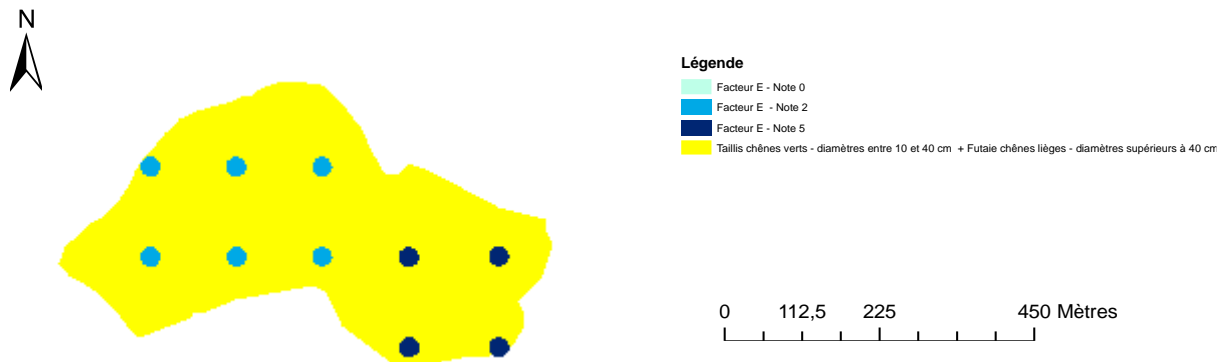 N
Légende
Facteur E - Note 0
Facteur E - Note 2
Facteur E - Note 5
Taillis chênes verts - diamètres entre 10 et 40 cm + Futaie chênes lièges - diamètres supérieurs à 40 cm
0 112,5 225 450 Mètres